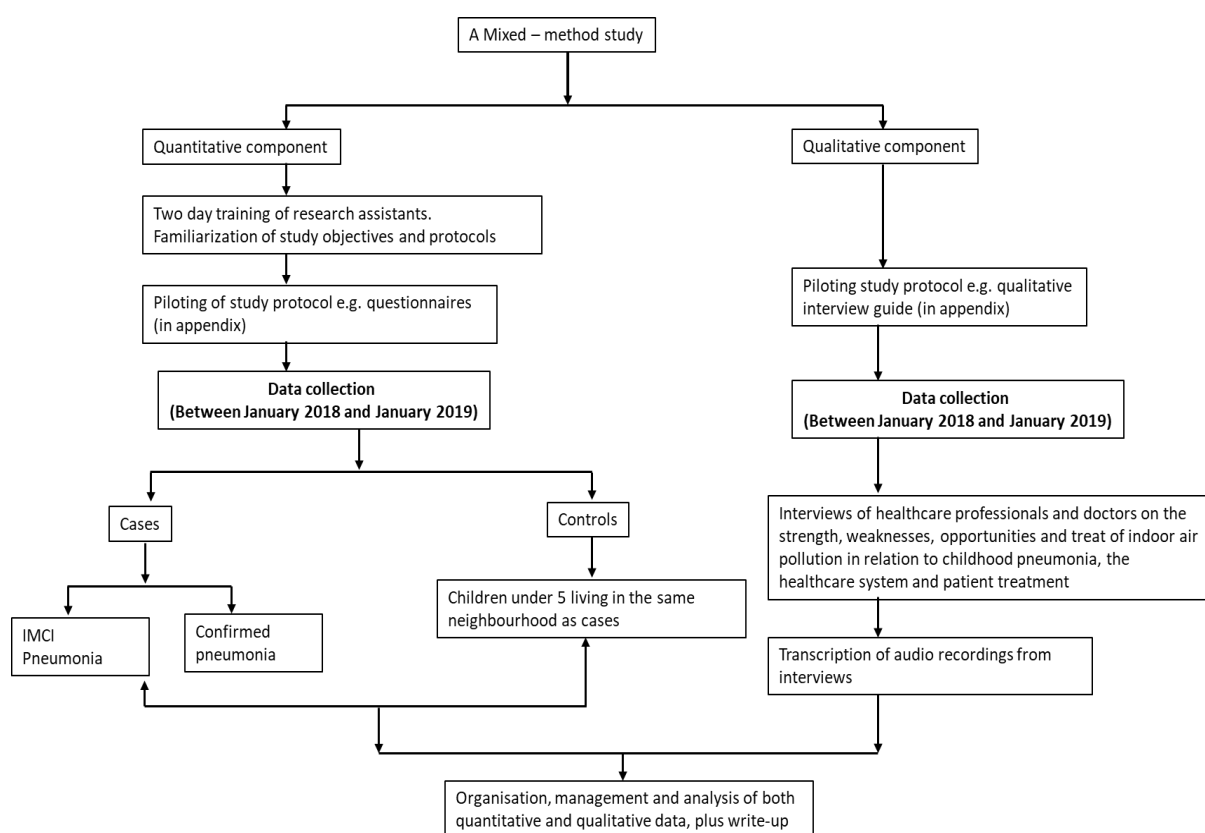 A Mixed – method study
Quantitative component
Qualitative component
Two day training of research assistants.
Familiarization of study objectives and protocols
Piloting of study protocol e.g. questionnaires
(in appendix)
Piloting study protocol e.g. qualitative
interview guide (in appendix)
Data collection
(Between January 2018 and January 2019)
Data collection
(Between January 2018 and January 2019)
Cases
Controls
Interviews of healthcare professionals and doctors on the
strength, weaknesses, opportunities and treat of indoor air
pollution in relation to childhood pneumonia, the
healthcare system and patient treatment
IMCI
Pneumonia
Confirmed
pneumonia
Children under 5 living in the same
neighbourhood as cases
Transcription of audio recordings from
interviews
Organisation, management and analysis of both
quantitative and qualitative data, plus write-up